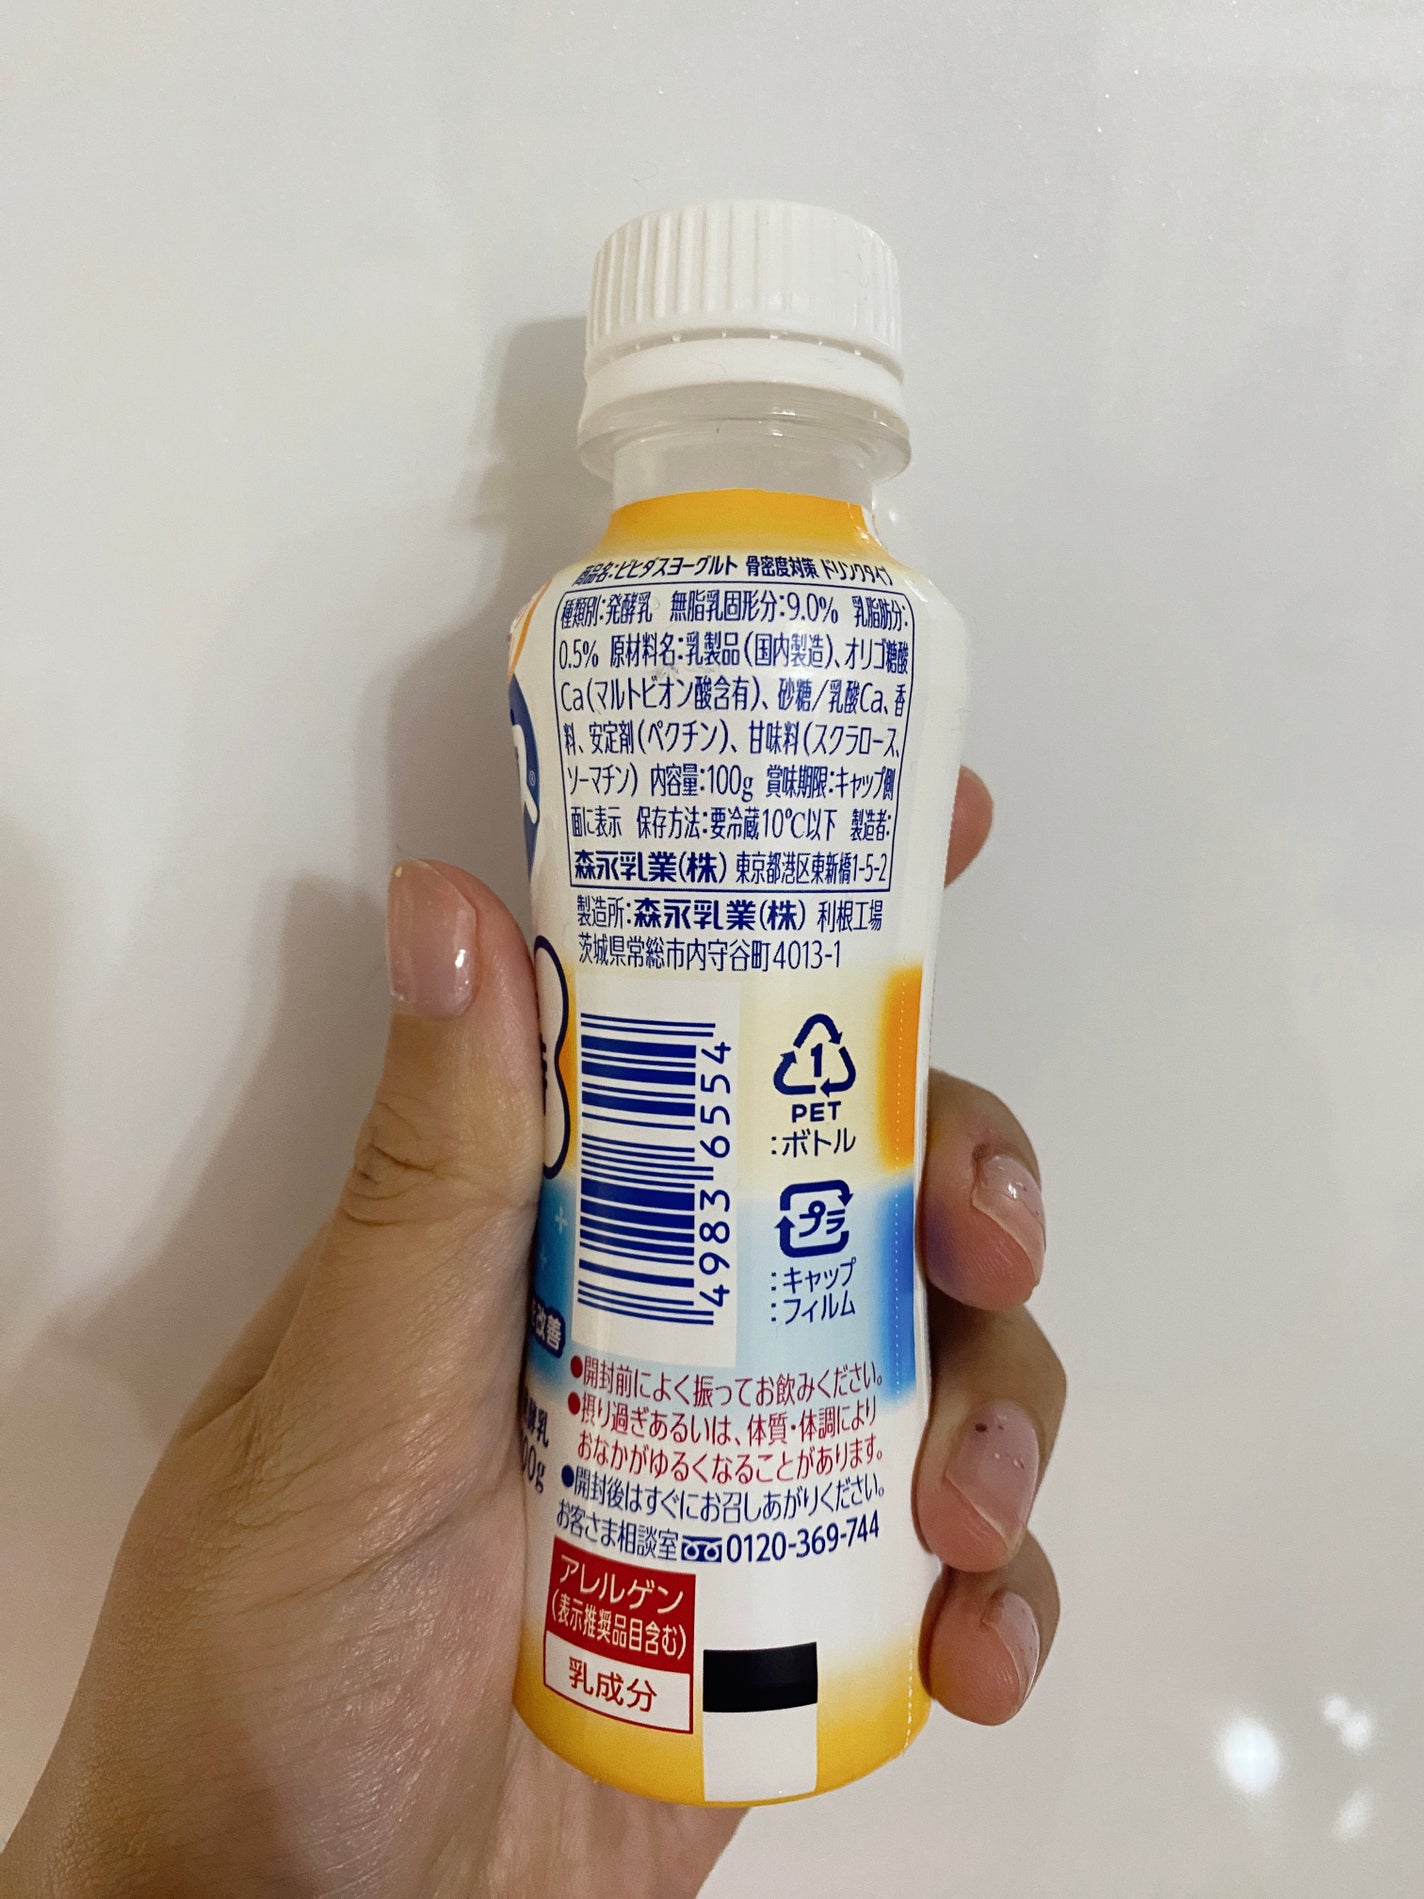 商品名:ビヒダスヨーグルト 骨密度対策 ドリンクタイプ
種類別:発酵乳 無脂乳固形分:9.0% 乳脂肪分:
0.5% 原材料名:乳製品(国内製造)、オリゴ糖酸
Ca(マルトビオン酸含有)、砂糖/乳酸Ca、香
料、安定剤(ペクチン)、甘味料(スクラロース、
ソーマチン) 内容量:100g 賞味期限:キャップ側
面に表示 保存方法:要冷蔵10℃以下 製造者:
森永乳業(株) 東京都港区東新橋1-5-2
製造所:森永乳業(株) 利根工場
茨城県常総市内守谷町4013-1
4983 6554
1
PET
:ボトル
プラ
:キャップ
:フィルム
改善
酵乳
00g
●開封前によく振ってお飲みください。
●摂り過ぎあるいは、体質・体調により
おなかがゆるくなることがあります。
●開封後はすぐにお召しあがりください。
お客さま相談室 0120-369-744
アレルゲン
(表示推奨品目含む)
乳成分